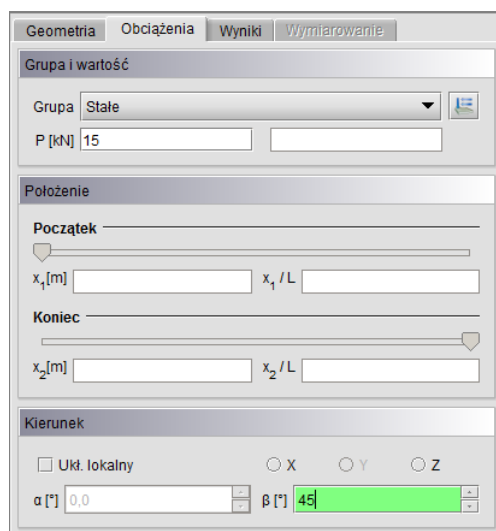 Geometria Obciążenia Wyniki Wymiarowanie
Grupa i wartość
Grupa Stałe
P [kN] 15
Położenie
Początek
x1[m] x1 / L
Koniec
x2[m] x2 / L
Kierunek
Ukł. lokalny X Y Z
α [°] 0,0 β [°] 45